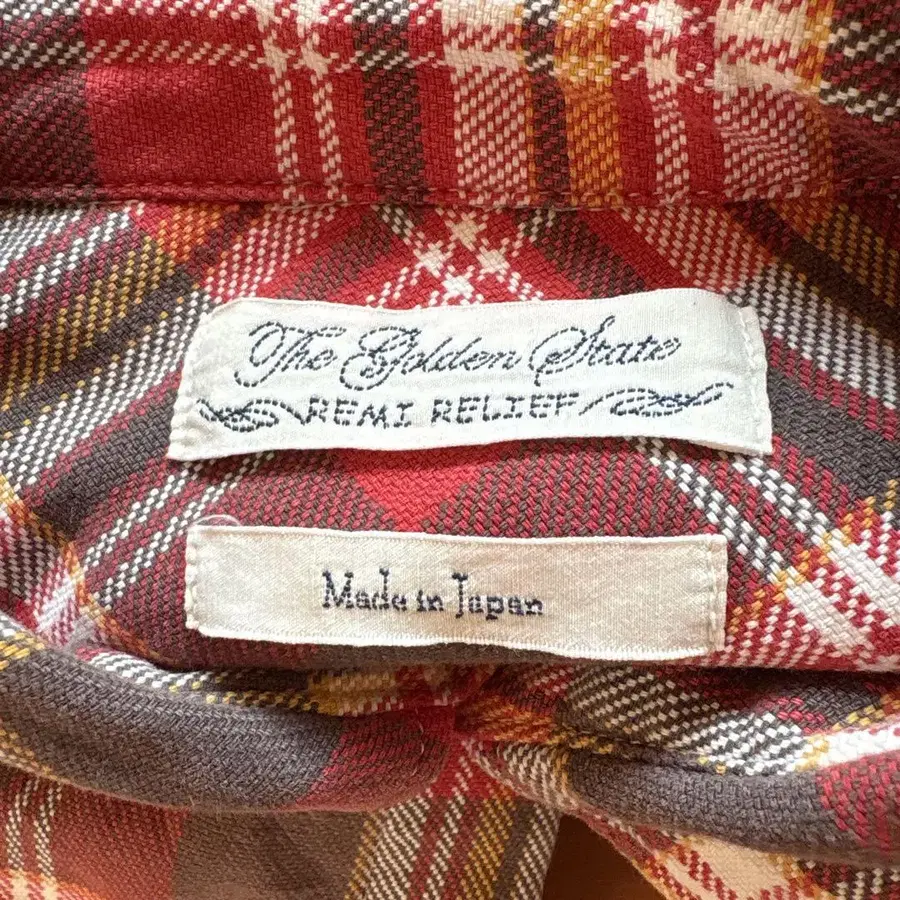 The Golden State
REMI RELIEF
Made in Japan